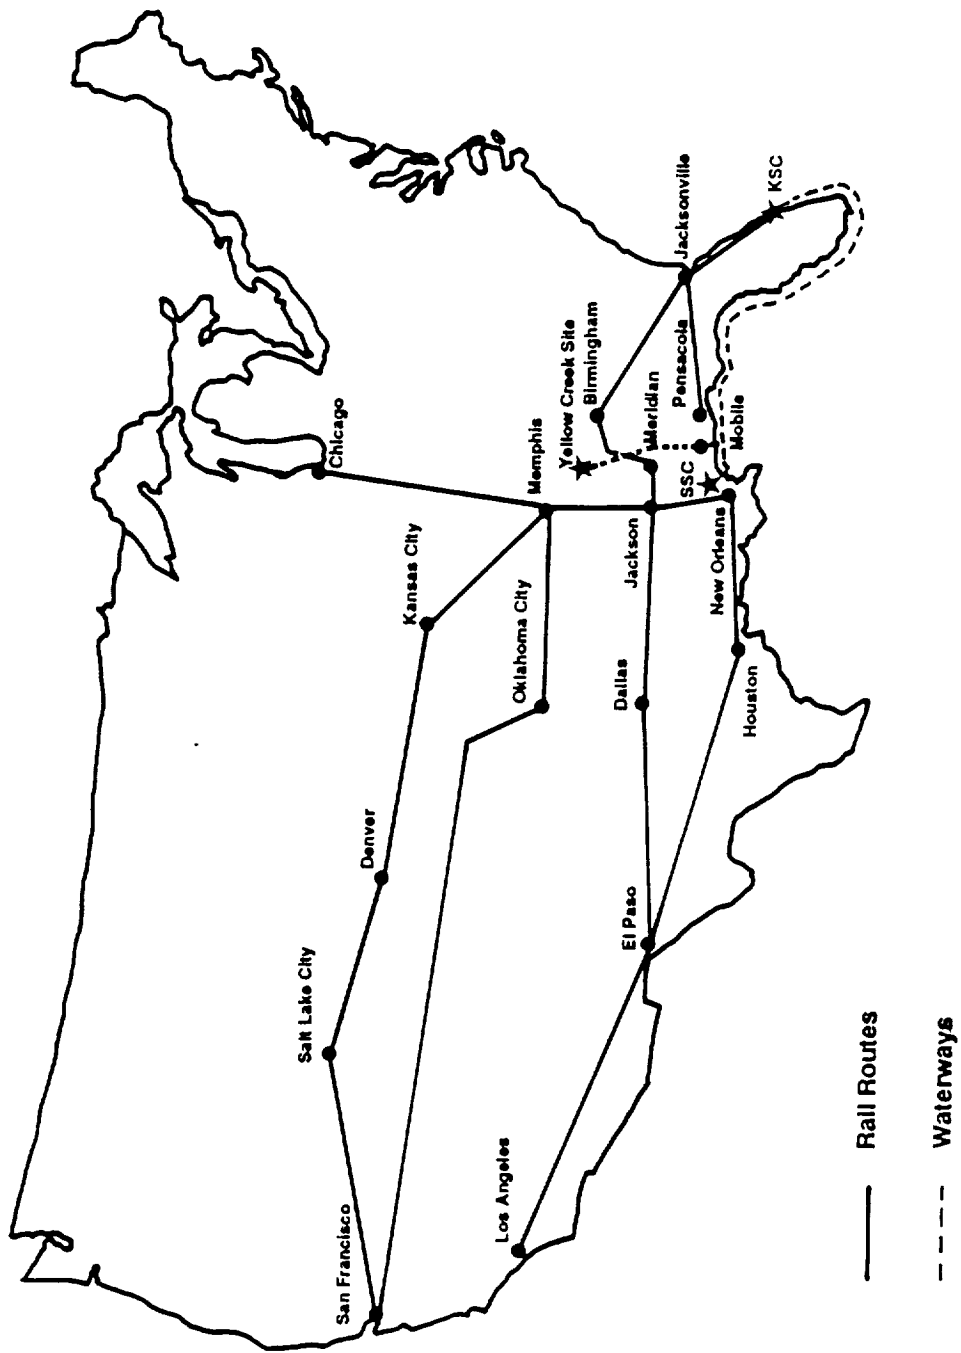 San Francisco
Salt Lake City
Denver
Kansas City
Chicago
Memphis
Oklahoma City
Yellow Creek Site
Birmingham
Meridian
Jacksonville
Pensacola
KSC
Mobile
SSC
Jackson
New Orleans
Dallas
Houston
El Paso
Los Angeles
Rail Routes
Waterways